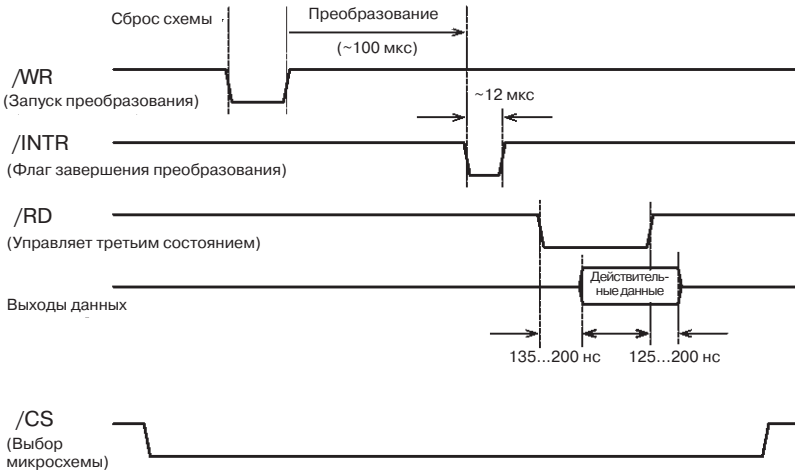 Сброс схемы
Преобразование
(~100 мкс)
/WR
(Запуск преобразования)
~12 мкс
/INTR
(Флаг завершения преобразования)
/RD
(Управляет третьим состоянием)
Действитель-
ные данные
Выходы данных
135...200 нс
125...200 нс
/CS
(Выбор
микросхемы)